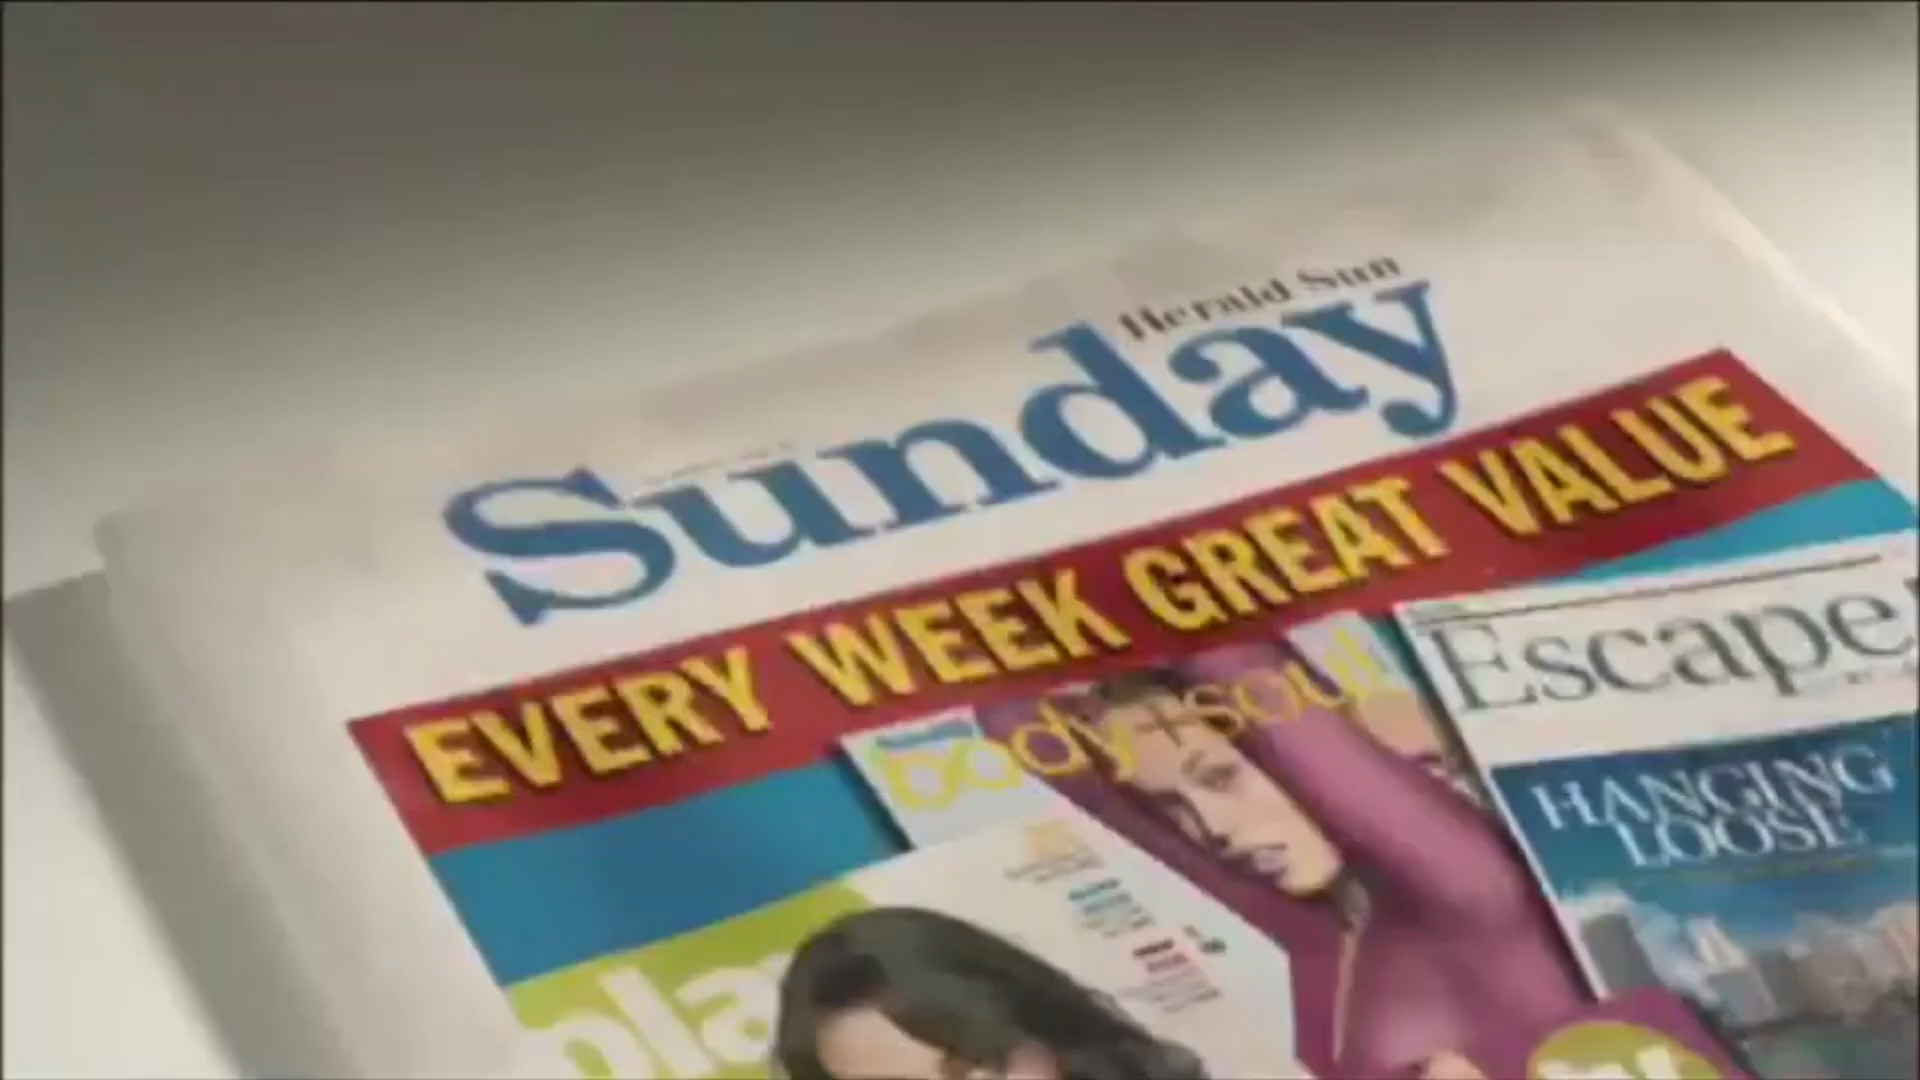 Herald Sun
Sunday
EVERY WEEK GREAT VALUE
body+soul
Escape
HANGING
LOOSE